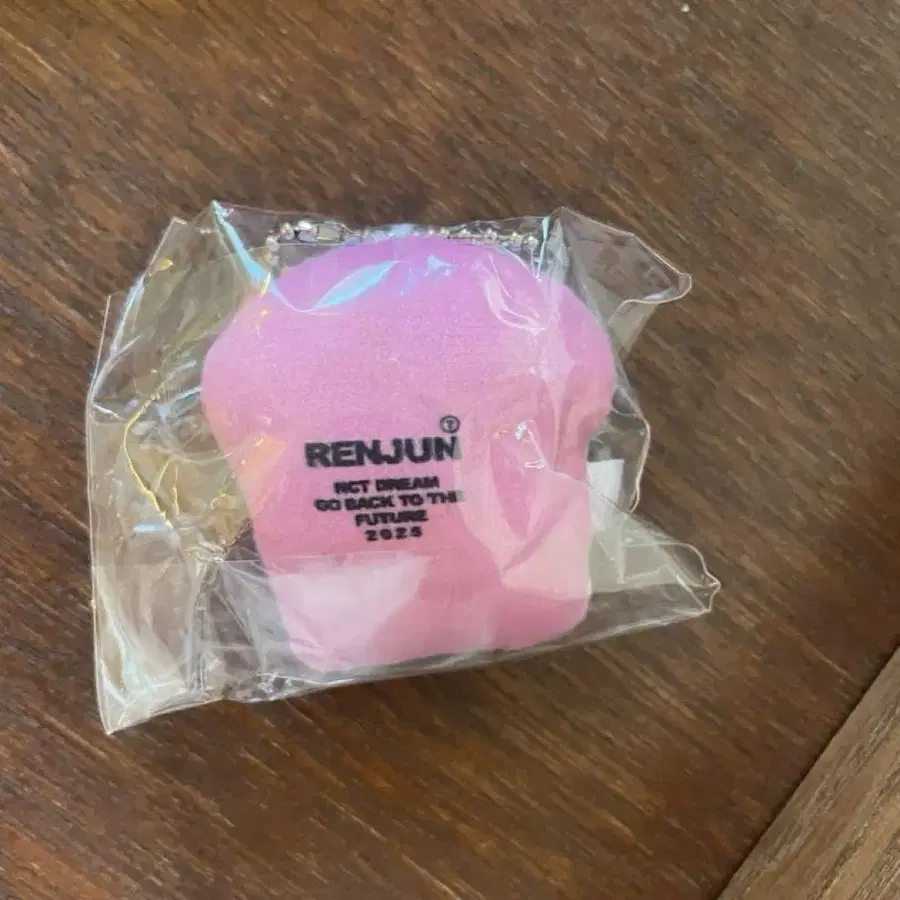 RENJUN
NCT DREAM
GO BACK TO THE
FUTURE
2025